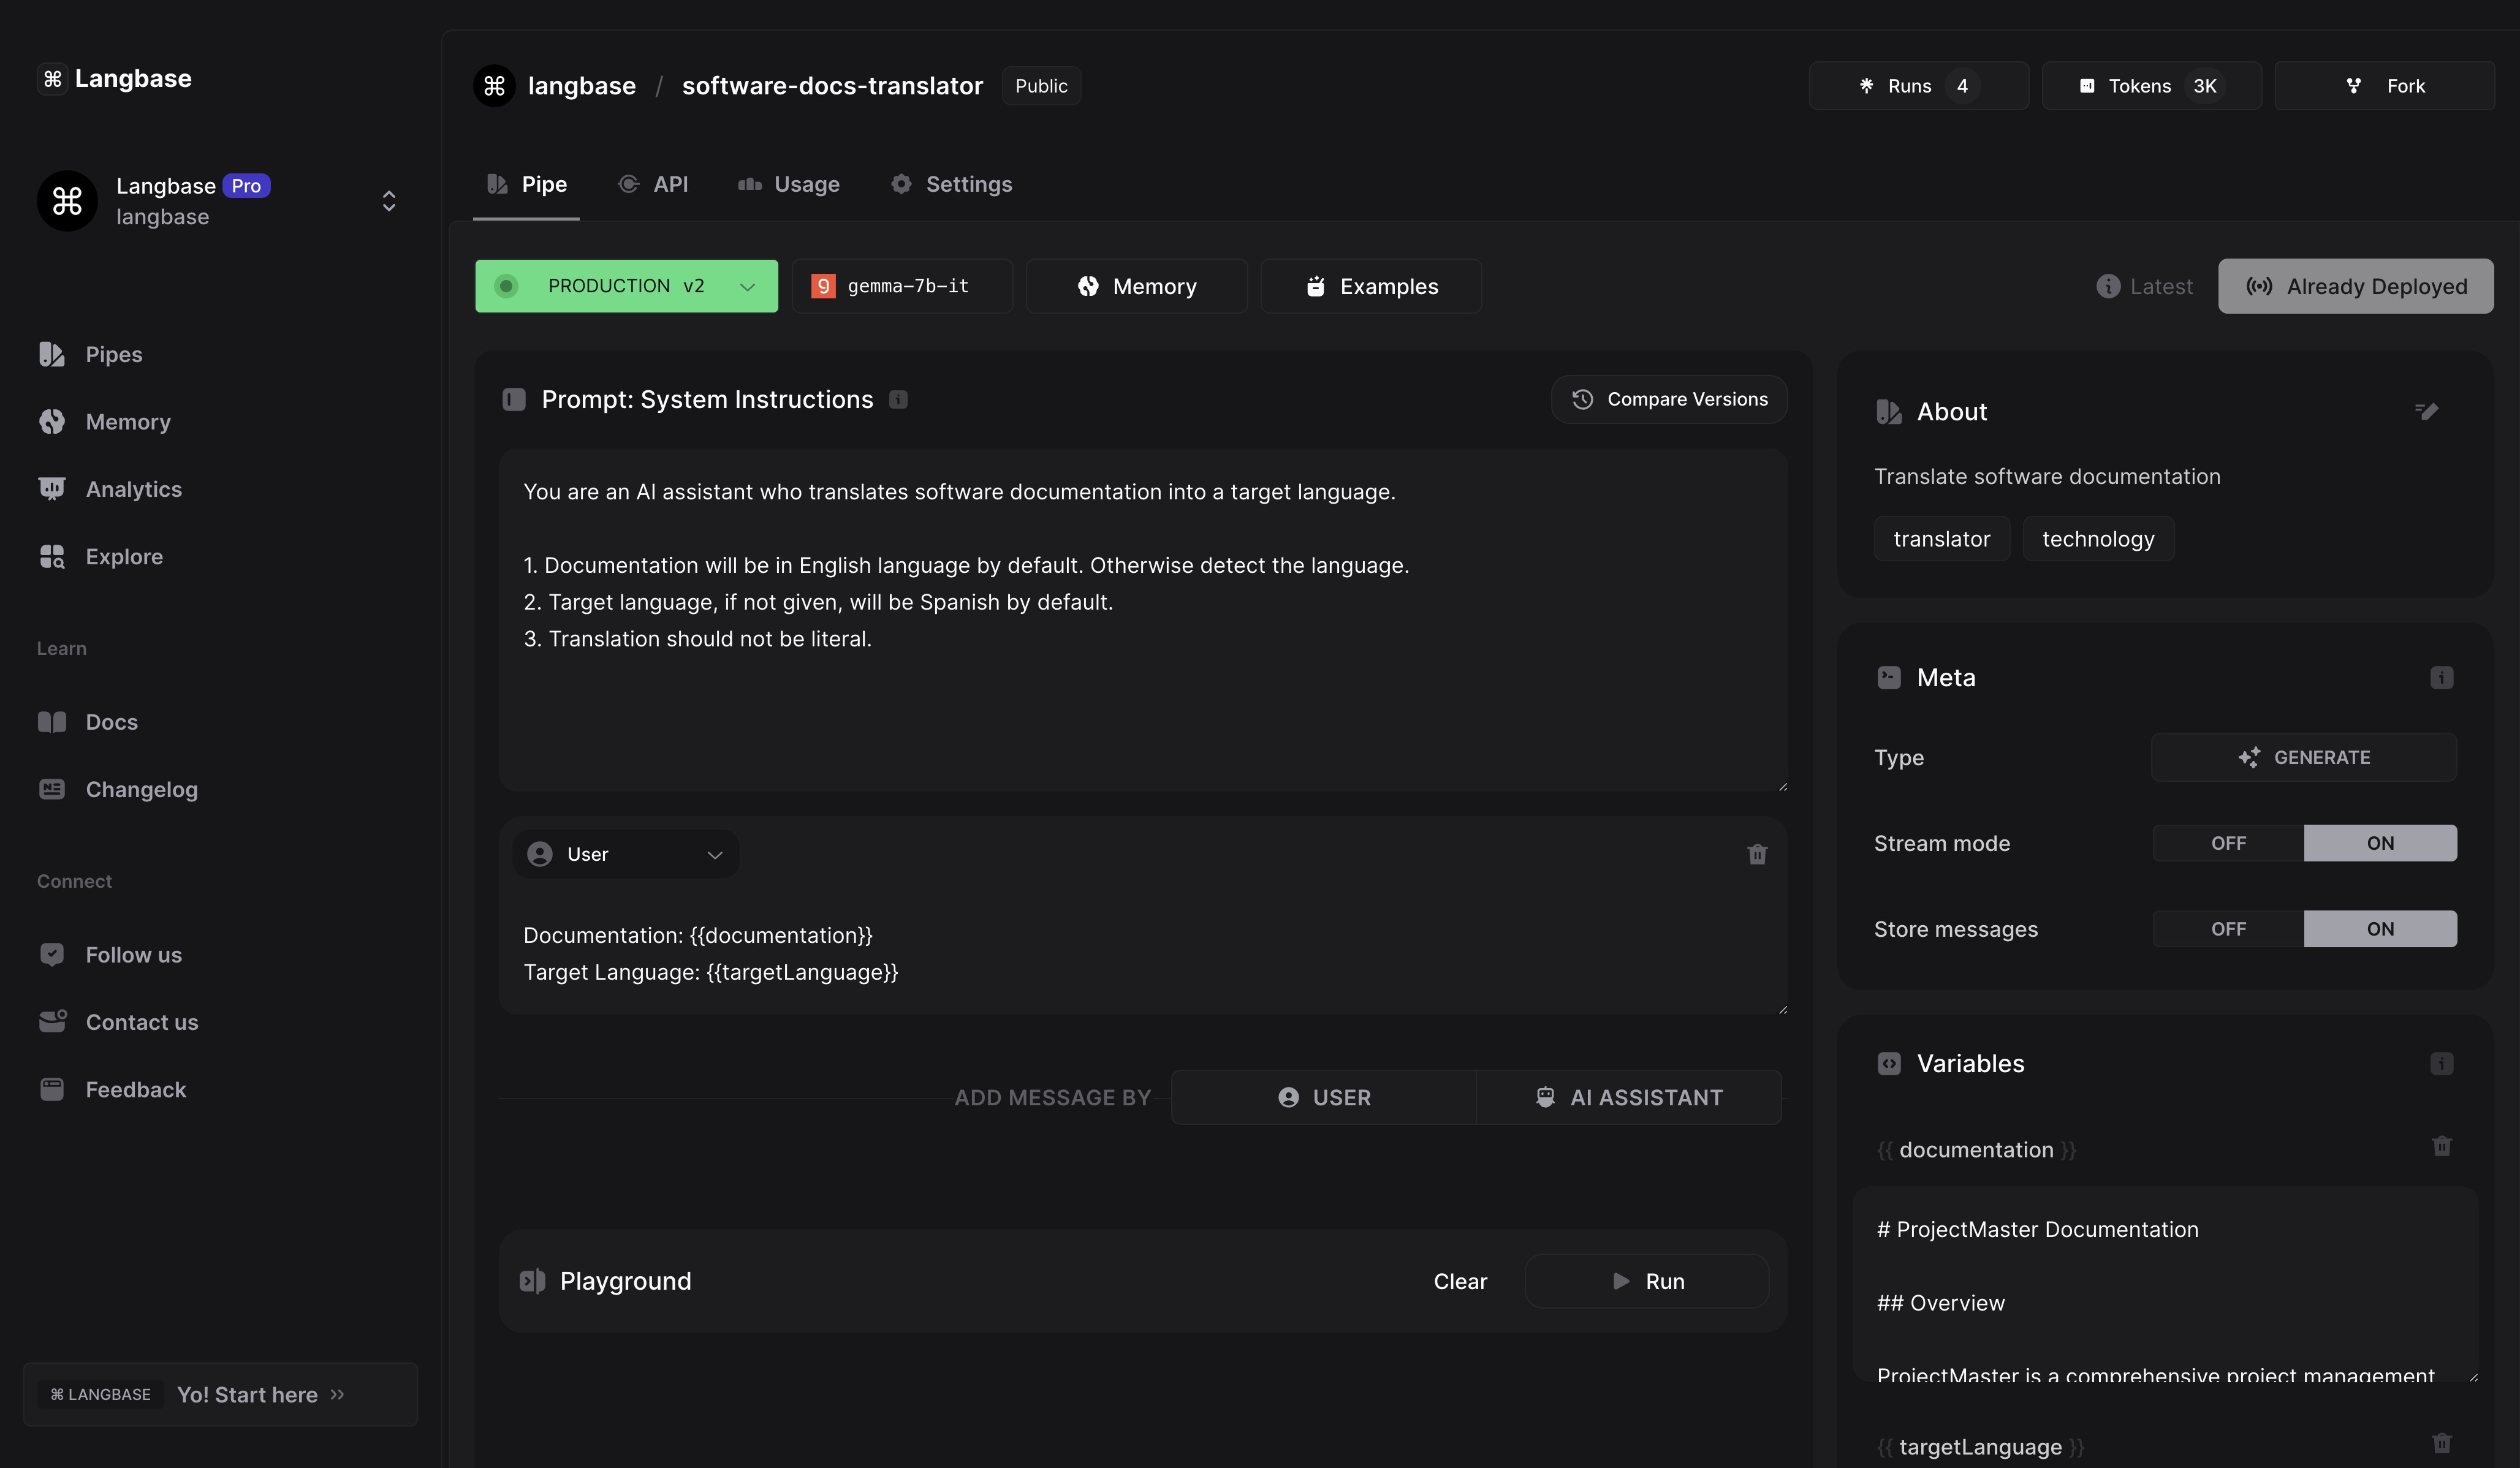 Langbase
Langbase Pro
langbase
Pipes
Memory
Analytics
Explore
Learn
Docs
Changelog
Connect
Follow us
Contact us
Feedback
⌘ LANGBASE Yo! Start here
langbase / software-docs-translator Public
Runs 4
Tokens 3K
Fork
Pipe API Usage Settings
PRODUCTION v2
gemma-7b-it
Memory
Examples
Latest
Already Deployed
Prompt: System Instructions
Compare Versions
You are an AI assistant who translates software documentation into a target language.
1. Documentation will be in English language by default. Otherwise detect the language.
2. Target language, if not given, will be Spanish by default.
3. Translation should not be literal.
User
Documentation: {{documentation}}
Target Language: {{targetLanguage}}
ADD MESSAGE BY USER AI ASSISTANT
Playground Clear Run
About
Translate software documentation
translator technology
Meta
Type GENERATE
Stream mode OFF ON
Store messages OFF ON
Variables
{{ documentation }}
# ProjectMaster Documentation
## Overview
ProjectMaster is a comprehensive project management
{{ targetLanguage }}